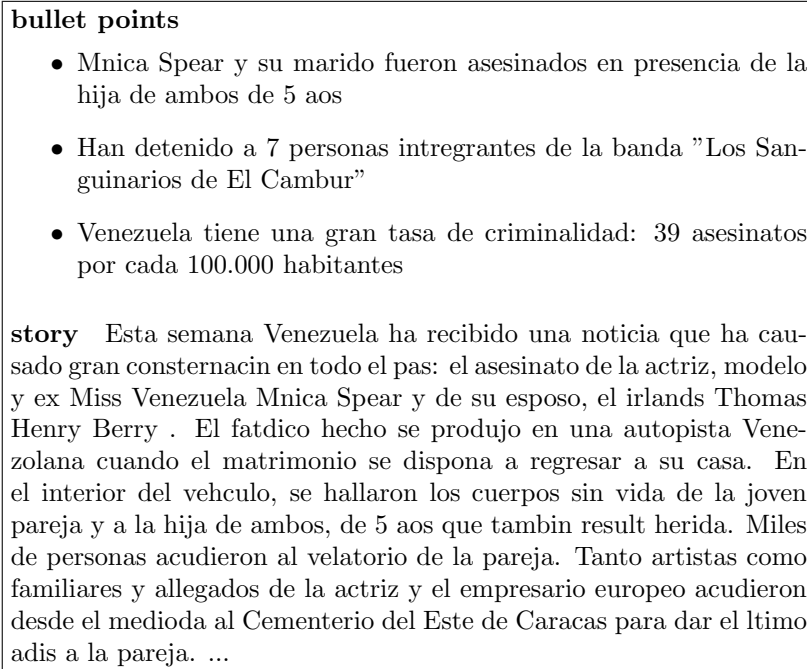 bullet points
• Mnica Spear y su marido fueron asesinados en presencia de la
hija de ambos de 5 aos
• Han detenido a 7 personas intregrantes de la banda ”Los San-
guinarios de El Cambur”
• Venezuela tiene una gran tasa de criminalidad: 39 asesinatos
por cada 100.000 habitantes
story Esta semana Venezuela ha recibido una noticia que ha cau-
sado gran consternacin en todo el pas: el asesinato de la actriz, modelo
y ex Miss Venezuela Mnica Spear y de su esposo, el irlands Thomas
Henry Berry . El fatdico hecho se produjo en una autopista Vene-
zolana cuando el matrimonio se dispona a regresar a su casa. En
el interior del vehculo, se hallaron los cuerpos sin vida de la joven
pareja y a la hija de ambos, de 5 aos que tambin result herida. Miles
de personas acudieron al velatorio de la pareja. Tanto artistas como
familiares y allegados de la actriz y el empresario europeo acudieron
desde el medioda al Cementerio del Este de Caracas para dar el ltimo
adis a la pareja. ...